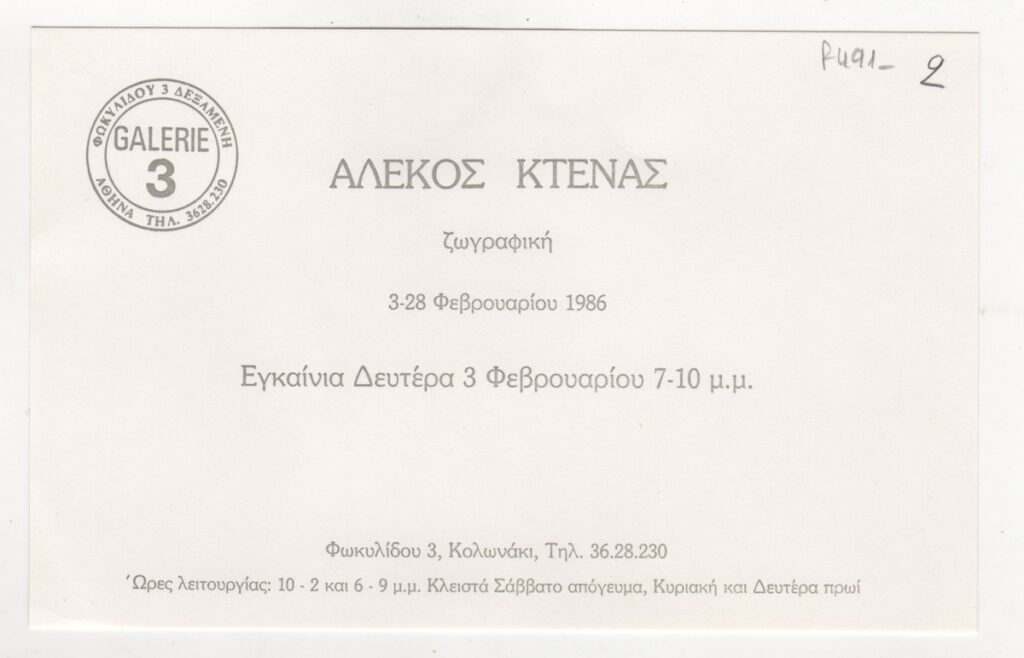 R491- 2
ΦΩΚΥΛΙΔΟΥ 3 ΔΕΞΑΜΕΝΗ
GALERIE
3
ΑΘΗΝΑ ΤΗΛ. 3628.230
ΑΛΕΚΟΣ ΚΤΕΝΑΣ
ζωγραφική
3-28 Φεβρουαρίου 1986
Εγκαίνια Δευτέρα 3 Φεβρουαρίου 7-10 μ.μ.
Φωκυλίδου 3, Κολωνάκι, Τηλ. 36.28.230
Ώρες λειτουργίας: 10 - 2 και 6 - 9 μ.μ. Κλειστά Σάββατο απόγευμα, Κυριακή και Δευτέρα πρωί